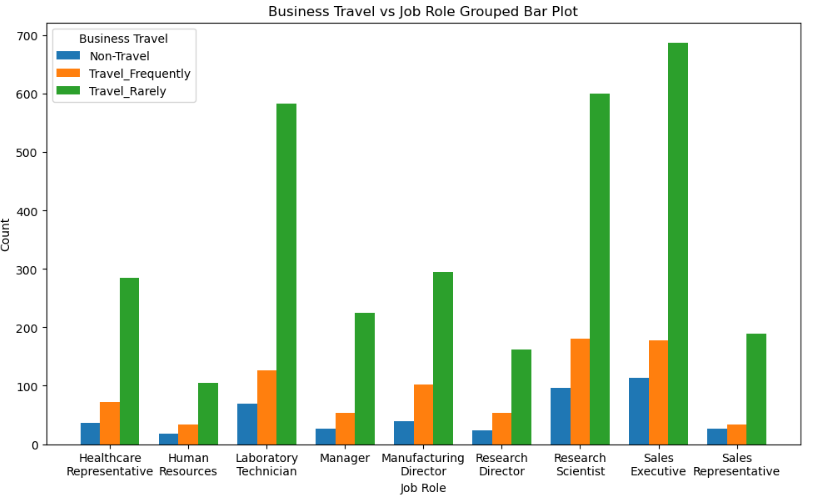 Business Travel vs Job Role Grouped Bar Plot
Business Travel
Non-Travel
Travel_Frequently
Travel_Rarely
700
600
500
400
300
200
100
0
Count
Healthcare Representative
Human Resources
Laboratory Technician
Manager
Manufacturing Director
Research Director
Research Scientist
Sales Executive
Sales Representative
Job Role